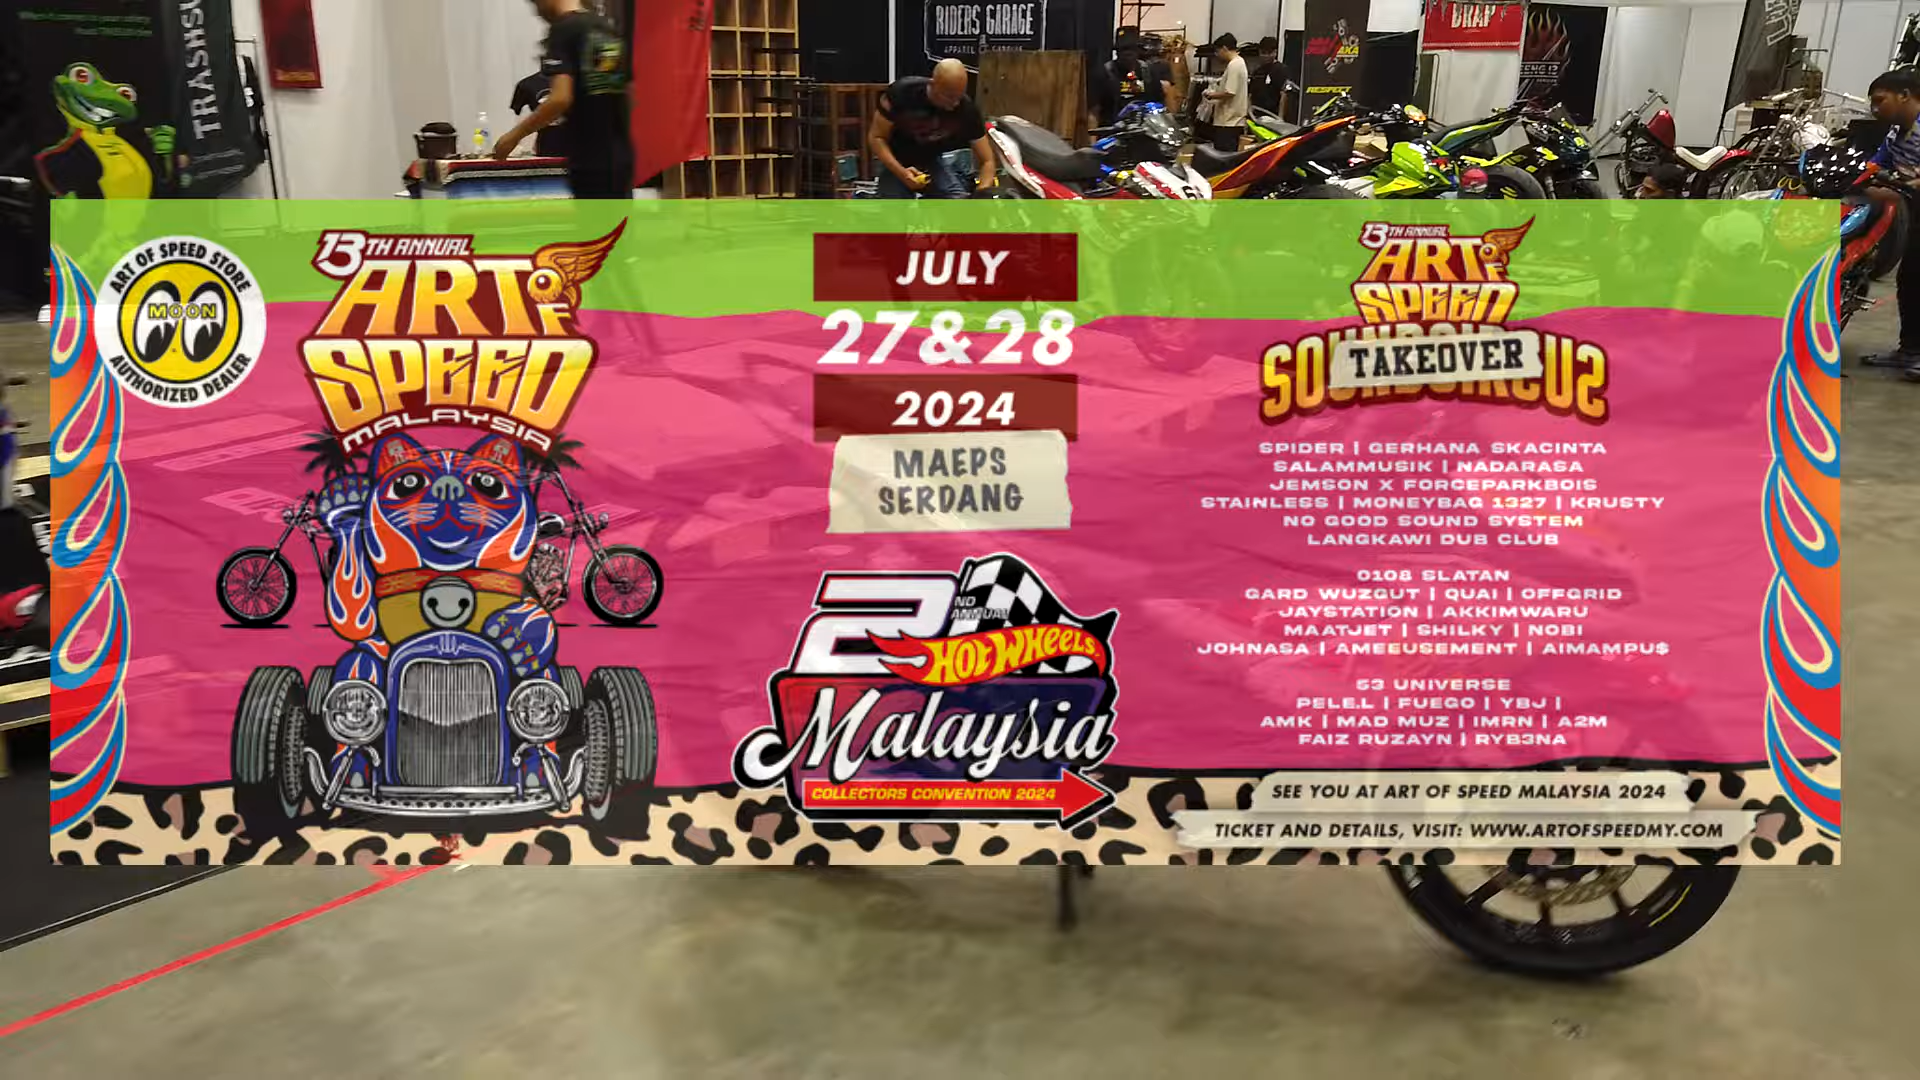 RIDERS GARAGE
TRASHSU
RESPECT
ART OF SPEED STORE
MOON
AUTHORIZED DEALER
13TH ANNUAL
ART OF
SPEED
MALAYSIA
JULY
27&28
2024
MAEPS
SERDANG
2ND ANNUAL
HOT WHEELS
Malaysia
COLLECTORS CONVENTION 2024
13TH ANNUAL
ART OF
SPEED
TAKEOVER
SPIDER | GERHANA SKACINTA
SALAMMUSIK | NADARASA
JEMSON X FORCEPARKBOIS
STAINLESS | MONEYBAG 1327 | KRUSTY
NO GOOD SOUND SYSTEM
LANGKAWI DUB CLUB
0108 SLATAN
GARD WUZGUT | QUAI | OFFGRID
JAYSTATION | AKKIMWARU
MAATJET | SHILKY | NOBI
JOHNASA | AMEEUSEMENT | AIMAMPU$
53 UNIVERSE
PELE.L | FUEGO | YBJ |
AMK | MAD MUZ | IMRN | A2M
FAIZ RUZAYN | RYB3NA
SEE YOU AT ART OF SPEED MALAYSIA 2024
TICKET AND DETAILS, VISIT: WWW.ARTOFSPEEDMY.COM